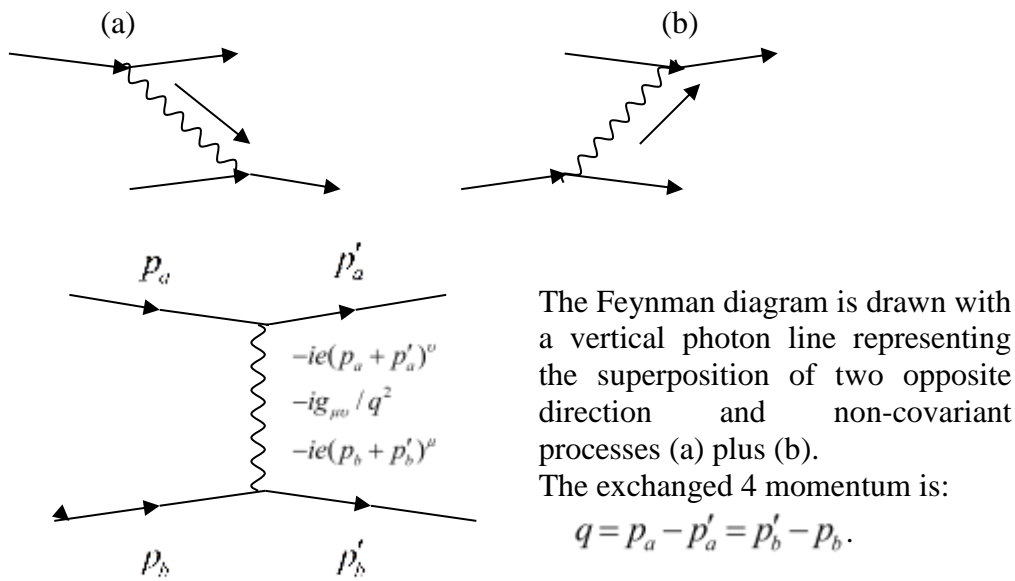 (a)
(b)
p_a
p'_a
−ie(p_a + p'_a)^υ
−ig_{μυ} / q^2
−ie(p_b + p'_b)^μ
p_b
p'_b
The Feynman diagram is drawn with
a vertical photon line representing
the superposition of two opposite
direction and non-covariant
processes (a) plus (b).
The exchanged 4 momentum is:
q = p_a − p'_a = p'_b − p_b.